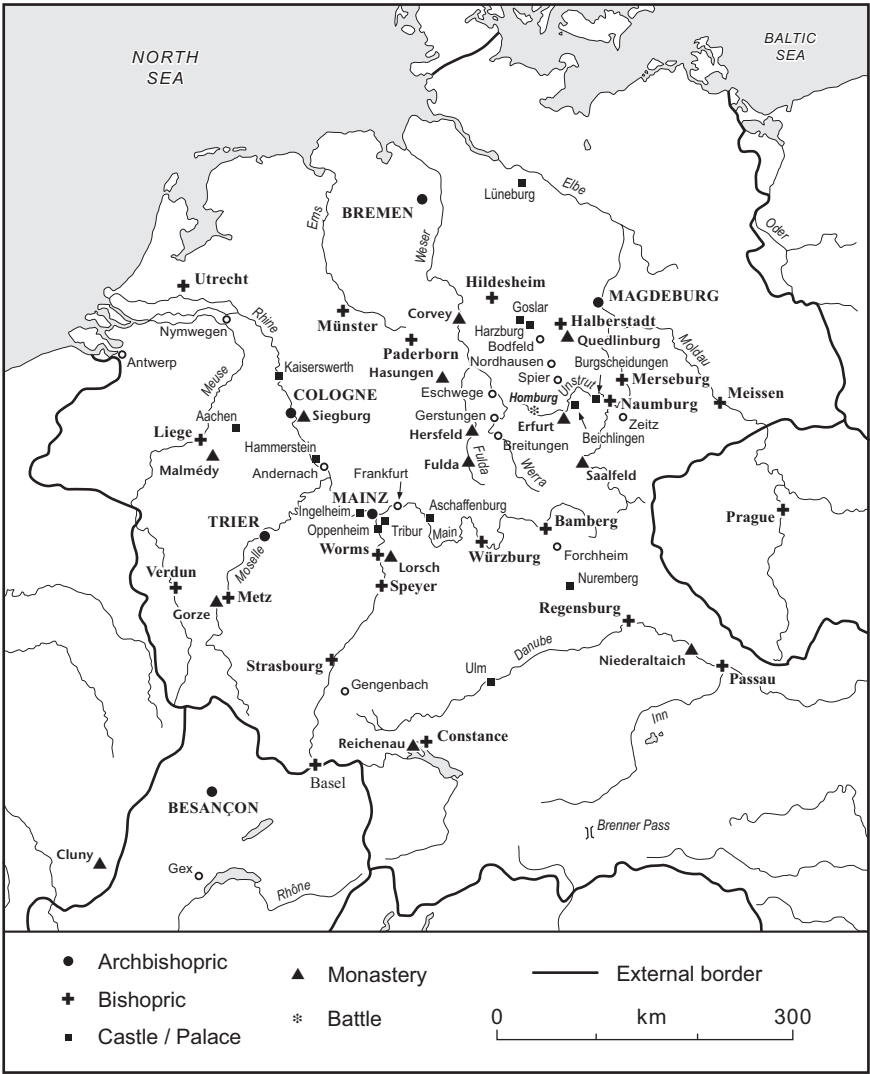 NORTH
SEA
BALTIC
SEA
Lüneburg
Elbe
BREMEN
Ems
Weser
Oder
Utrecht
Hildesheim
MAGDEBURG
Rhine
Nymwegen
Münster
Corvey
Goslar
Harzburg
Halberstadt
Bodfeld
Quedlinburg
Moldau
Antwerp
Paderborn
Nordhausen
Burgscheidungen
Meuse
Kaiserswerth
Hasungen
Spier
Unstrut
Merseburg
Meissen
COLOGNE
Eschwege
Homburg
Naumburg
Aachen
Siegburg
Gerstungen
Erfurt
Zeitz
Liege
Hersfeld
Breitungen
Beichlingen
Hammerstein
Malmédy
Andernach
Fulda
Fulda
Werra
Saalfeld
Frankfurt
MAINZ
Ingelheim
Aschaffenburg
Prague
TRIER
Oppenheim
Tribur
Main
Bamberg
Worms
Lorsch
Würzburg
Forchheim
Moselle
Verdun
Speyer
Nuremberg
Metz
Gorze
Regensburg
Danube
Niederaltaich
Strasbourg
Ulm
Passau
Gengenbach
Inn
Reichenau
Constance
Basel
BESANÇON
Brenner Pass
Cluny
Gex
Rhône
Archbishopric
Monastery
External border
Bishopric
Battle
0 km 300
Castle / Palace